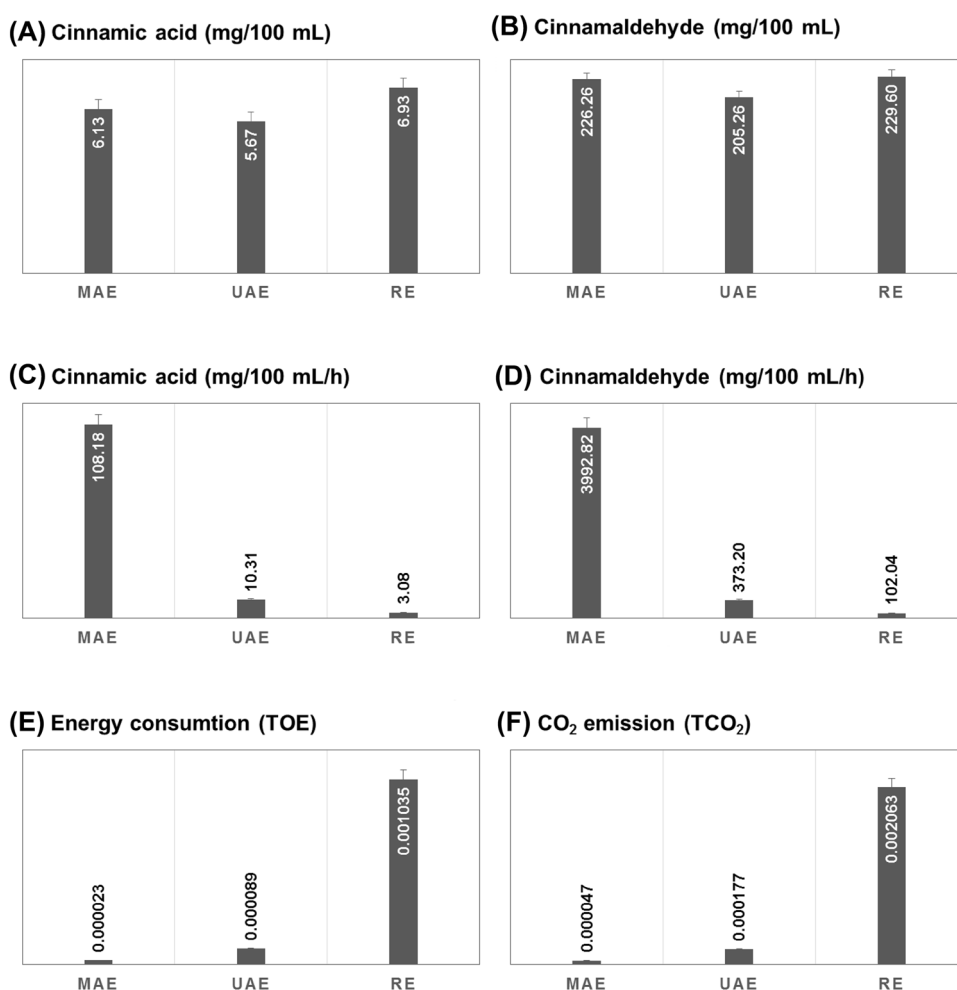 (A) Cinnamic acid (mg/100 mL)
6.13
5.67
6.93
MAE UAE RE
(B) Cinnamaldehyde (mg/100 mL)
226.26
205.26
229.60
MAE UAE RE
(C) Cinnamic acid (mg/100 mL/h)
108.18
10.31
3.08
MAE UAE RE
(D) Cinnamaldehyde (mg/100 mL/h)
3992.82
373.20
102.04
MAE UAE RE
(E) Energy consumtion (TOE)
0.000023
0.000089
0.001035
MAE UAE RE
(F) CO₂ emission (TCO₂)
0.000047
0.000177
0.002063
MAE UAE RE